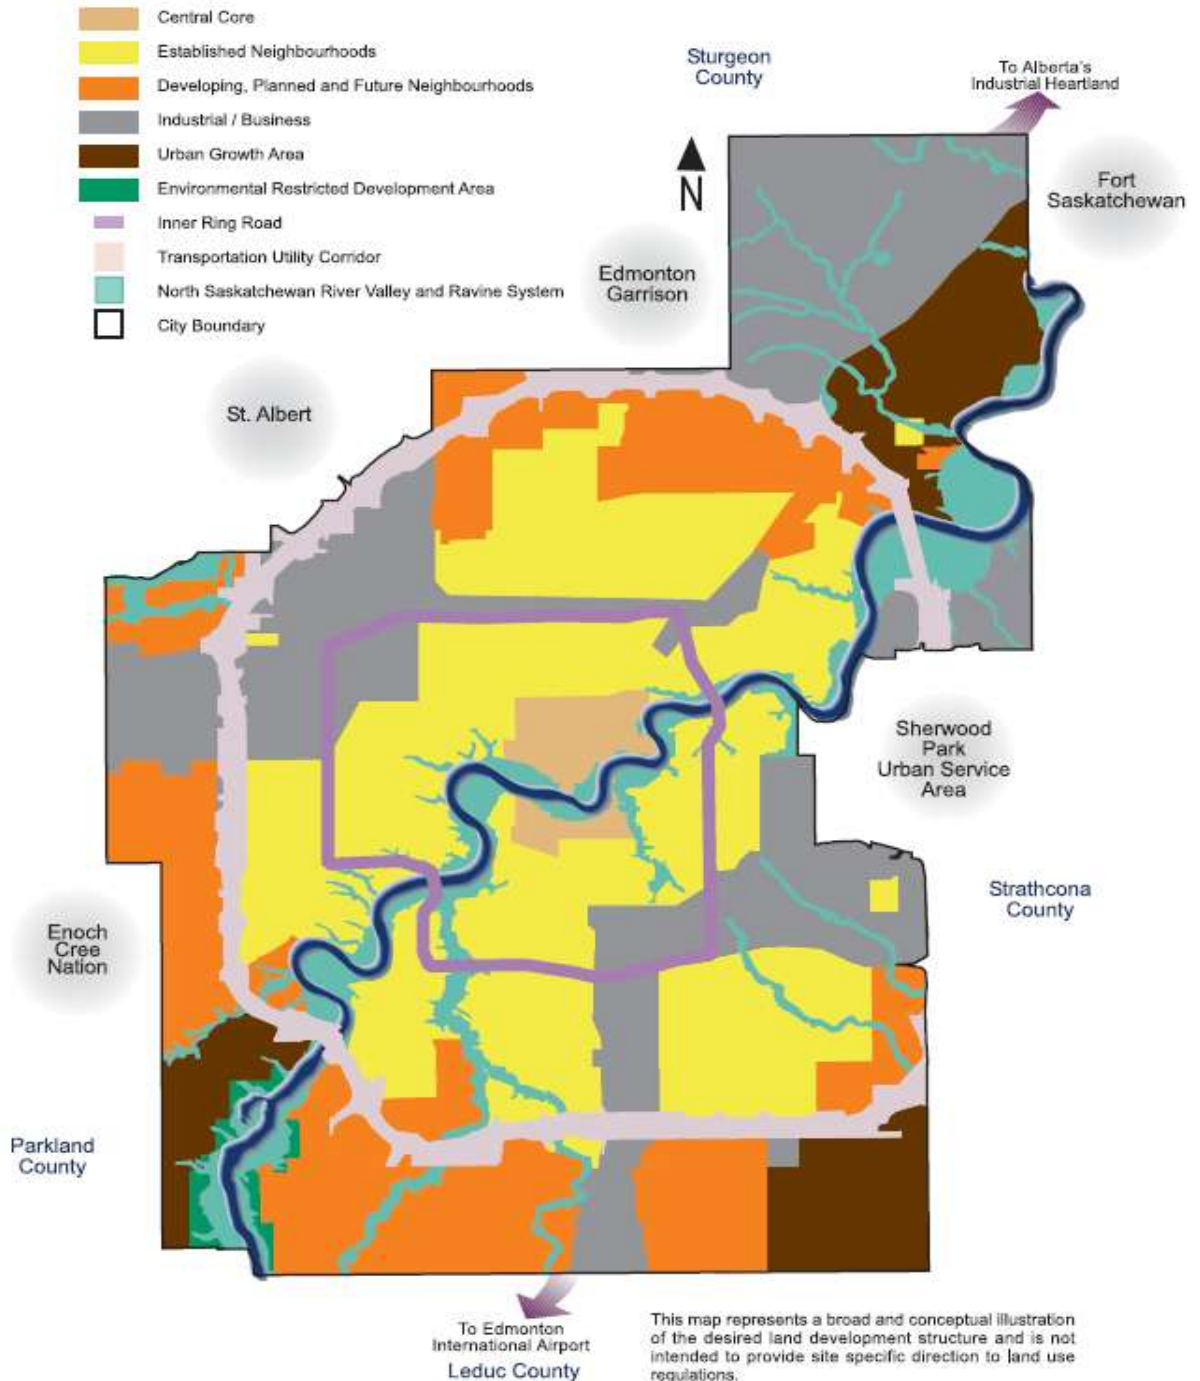 Central Core
Established Neighbourhoods
Developing, Planned and Future Neighbourhoods
Industrial / Business
Urban Growth Area
Environmental Restricted Development Area
Inner Ring Road
Transportation Utility Corridor
North Saskatchewan River Valley and Ravine System
City Boundary
Sturgeon
County
To Alberta's
Industrial Heartland
N
Fort
Saskatchewan
Edmonton
Garrison
St. Albert
Sherwood
Park
Urban Service
Area
Strathcona
County
Enoch
Cree
Nation
Parkland
County
To Edmonton
International Airport
Leduc County
This map represents a broad and conceptual illustration
of the desired land development structure and is not
intended to provide site specific direction to land use
regulations.